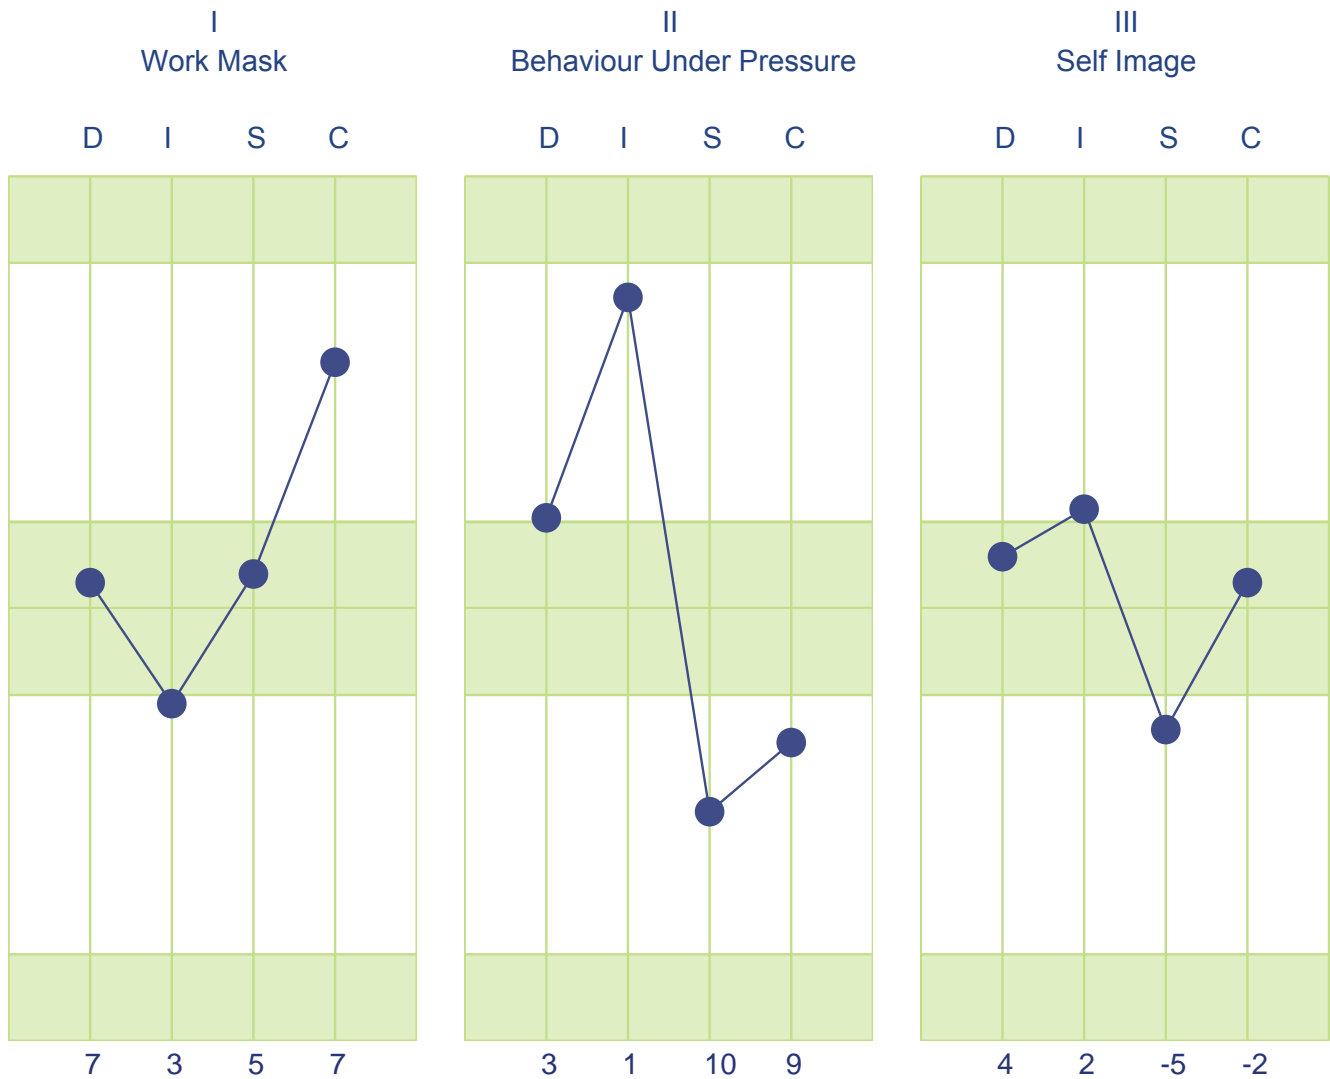 I
Work Mask
D I S C
7 3 5 7
II
Behaviour Under Pressure
D I S C
3 1 10 9
III
Self Image
D I S C
4 2 -5 -2